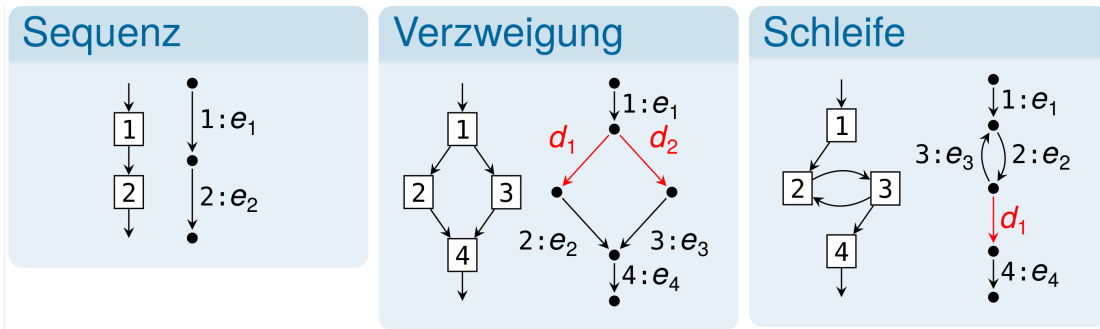 Sequenz
1
2
1:e₁
2:e₂
Verzweigung
1
2
3
4
1:e₁
d₁
d₂
2:e₂
3:e₃
4:e₄
Schleife
1
2
3
4
1:e₁
3:e₃
2:e₂
d₁
4:e₄